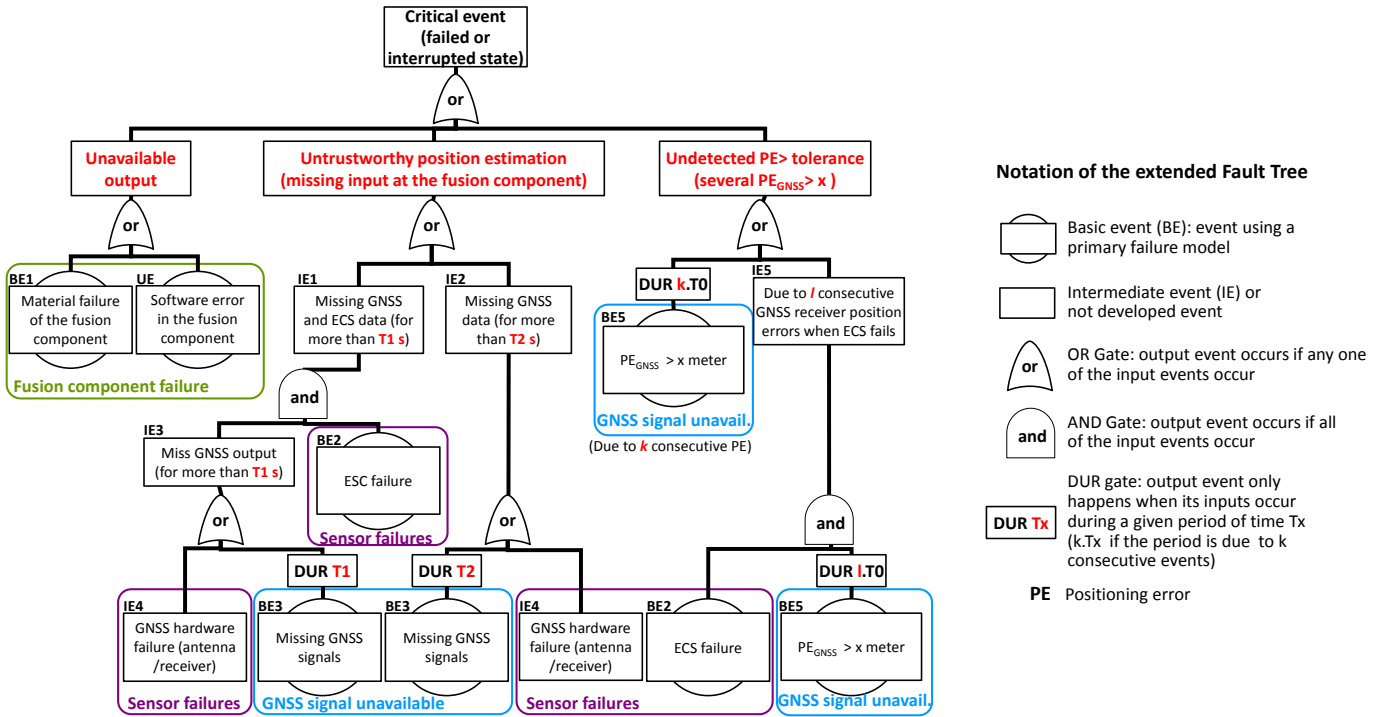 Critical event
(failed or
interrupted state)
or
Unavailable
output
Untrustworthy position estimation
(missing input at the fusion component)
Undetected PE> tolerance
(several PEGNSS> x )
or
or
or
BE1
Material failure
of the fusion
component
UE
Software error
in the fusion
component
Fusion component failure
IE1
Missing GNSS
and ECS data (for
more than T1 s)
IE2
Missing GNSS
data (for more
than T2 s)
DUR k.T0
BE5
PEGNSS > x meter
GNSS signal unavail.
(Due to k consecutive PE)
IE5
Due to l consecutive
GNSS receiver position
errors when ECS fails
and
IE3
Miss GNSS output
(for more than T1 s)
BE2
ESC failure
Sensor failures
or
or
and
DUR T1
DUR T2
DUR l.T0
IE4
GNSS hardware
failure (antenna
/receiver)
Sensor failures
BE3
Missing GNSS
signals
BE3
Missing GNSS
signals
GNSS signal unavailable
IE4
GNSS hardware
failure (antenna
/receiver)
BE2
ECS failure
Sensor failures
BE5
PEGNSS > x meter
GNSS signal unavail.
Notation of the extended Fault Tree
Basic event (BE): event using a
primary failure model
Intermediate event (IE) or
not developed event
or
OR Gate: output event occurs if any one
of the input events occur
and
AND Gate: output event occurs if all
of the input events occur
DUR Tx
DUR gate: output event only
happens when its inputs occur
during a given period of time Tx
(k.Tx if the period is due to k
consecutive events)
PE Positioning error